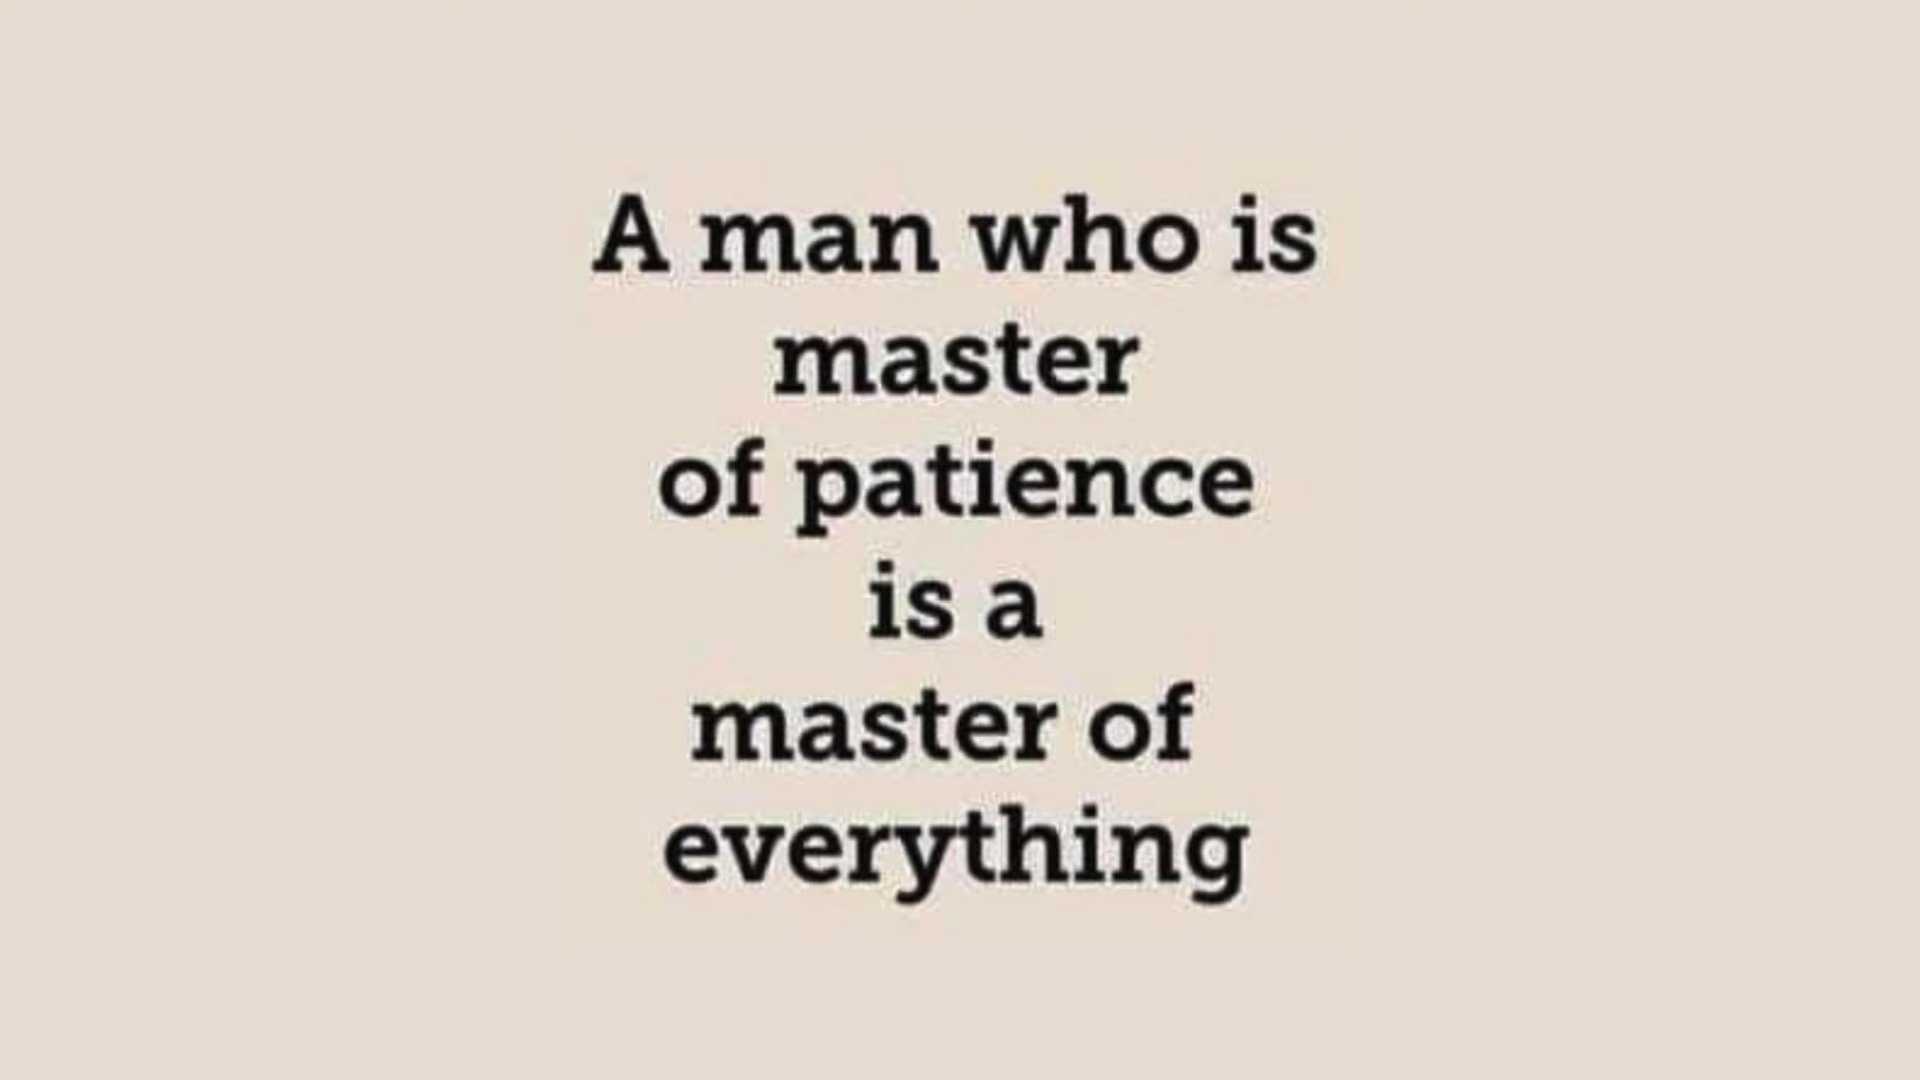 A man who is
master
of patience
is a
master of
everything